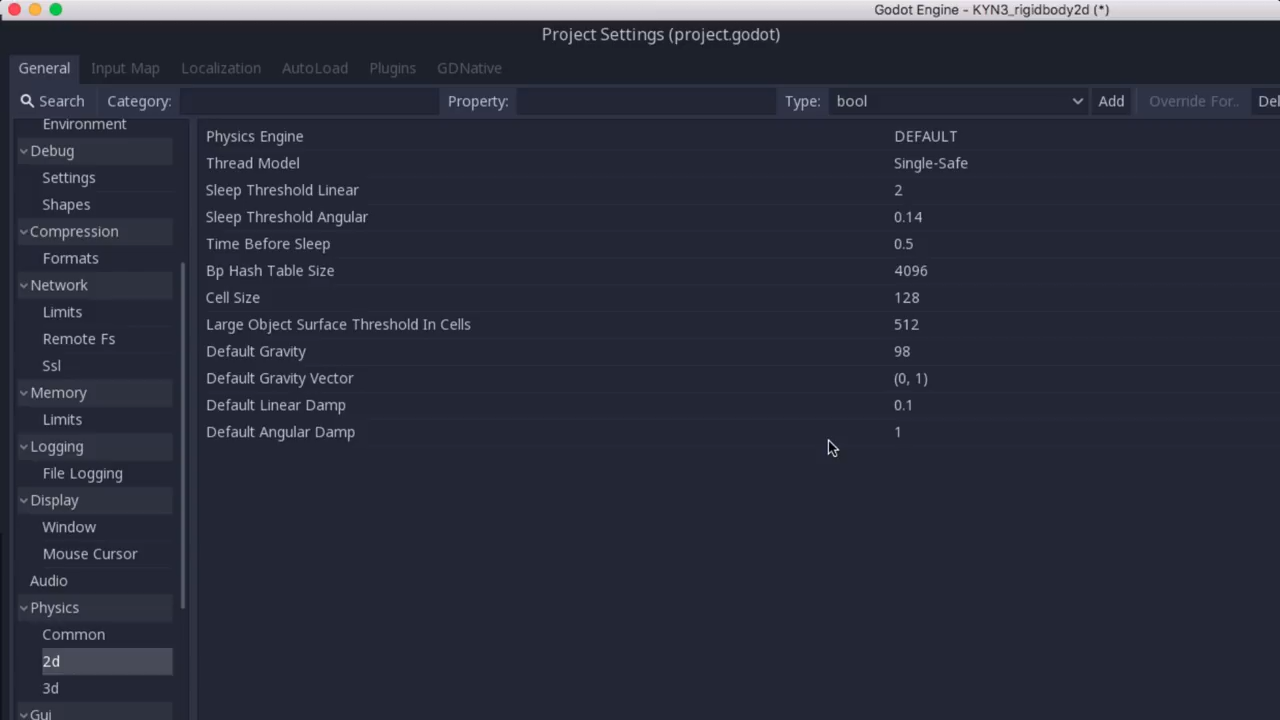 Godot Engine - KYN3_rigidbody2d (*)
Project Settings (project.godot)
General Input Map Localization AutoLoad Plugins GDNative
Search Category: Property: Type: bool Add Override For.. Del
Environment
Debug
Settings
Shapes
Compression
Formats
Network
Limits
Remote Fs
Ssl
Memory
Limits
Logging
File Logging
Display
Window
Mouse Cursor
Audio
Physics
Common
2d
3d
Gui
Physics Engine DEFAULT
Thread Model Single-Safe
Sleep Threshold Linear 2
Sleep Threshold Angular 0.14
Time Before Sleep 0.5
Bp Hash Table Size 4096
Cell Size 128
Large Object Surface Threshold In Cells 512
Default Gravity 98
Default Gravity Vector (0, 1)
Default Linear Damp 0.1
Default Angular Damp 1